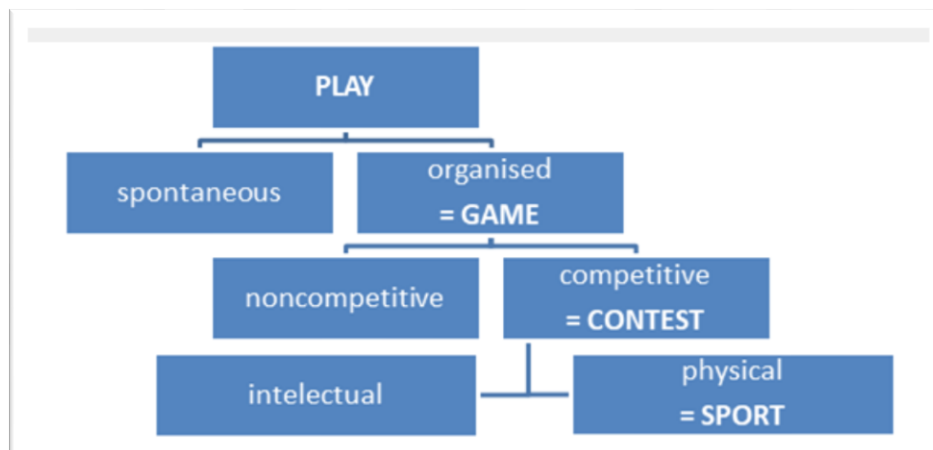 PLAY
spontaneous
organised
= GAME
noncompetitive
competitive
= CONTEST
intelectual
physical
= SPORT